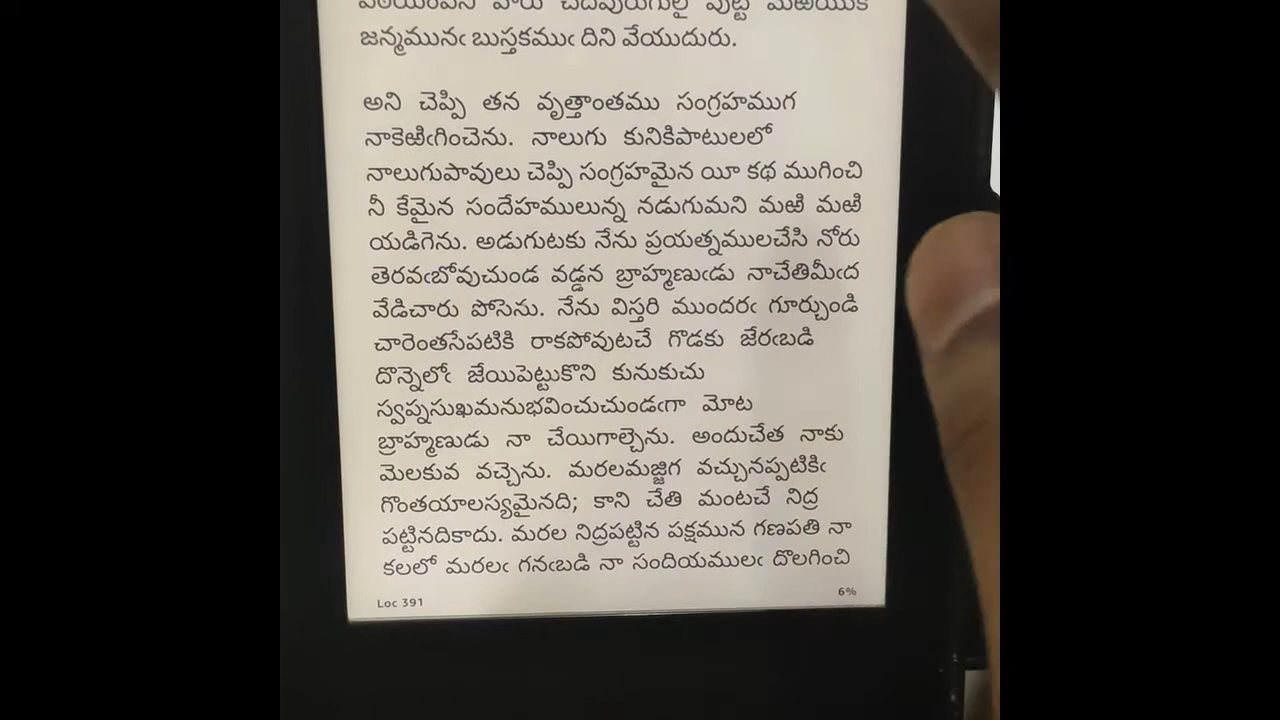 జన్మమునఁ బుస్తకముఁ దిని వేయుదురు.
అని చెప్పి తన వృత్తాంతము సంగ్రహముగ
నాకెఱిఁగించెను. నాలుగు కునికిపాటులలో
నాలుగుపావులు చెప్పి సంగ్రహమైన యీ కథ ముగించి
నీ కేమైన సందేహములున్న నడుగుమని మఱి మఱి
యడిగెను. అడుగుటకు నేను ప్రయత్నములచేసి నోరు
తెరవఁబోవుచుండ వడ్డన బ్రాహ్మణుఁడు నాచేతిమీఁద
వేడిచారు పోసెను. నేను విస్తరి ముందరఁ గూర్చుండి
చారెంతసేపటికి రాకపోవుటచే గొడకు జేరఁబడి
దొన్నెలోఁ జేయిపెట్టుకొని కునుకుచు
స్వప్నసుఖమనుభవించుచుండఁగా మోట
బ్రాహ్మణుడు నా చేయిగాల్చెను. అందుచేత నాకు
మెలకువ వచ్చెను. మరలమజ్జిగ వచ్చునప్పటికిఁ
గొంతయాలస్యమైనది; కాని చేతి మంటచే నిద్ర
పట్టినదికాదు. మరల నిద్రపట్టిన పక్షమున గణపతి నా
కలలో మరలఁ గనఁబడి నా సందియములఁ దొలగించి
Loc 391
6%